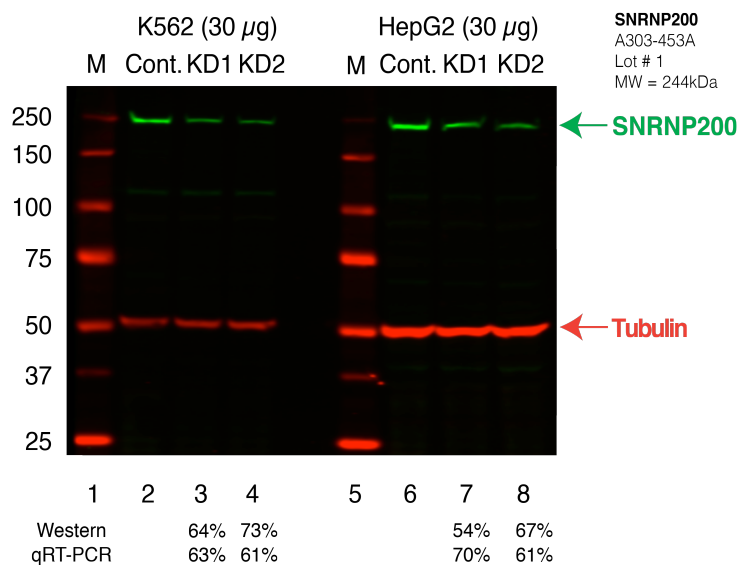 K562 (30 µg) HepG2 (30 µg)
M Cont. KD1 KD2 M Cont. KD1 KD2
SNRNP200
A303-453A
Lot # 1
MW = 244kDa
250
SNRNP200
150
100
75
50
Tubulin
37
25
1 2 3 4 5 6 7 8
Western 64% 73% 54% 67%
qRT-PCR 63% 61% 70% 61%